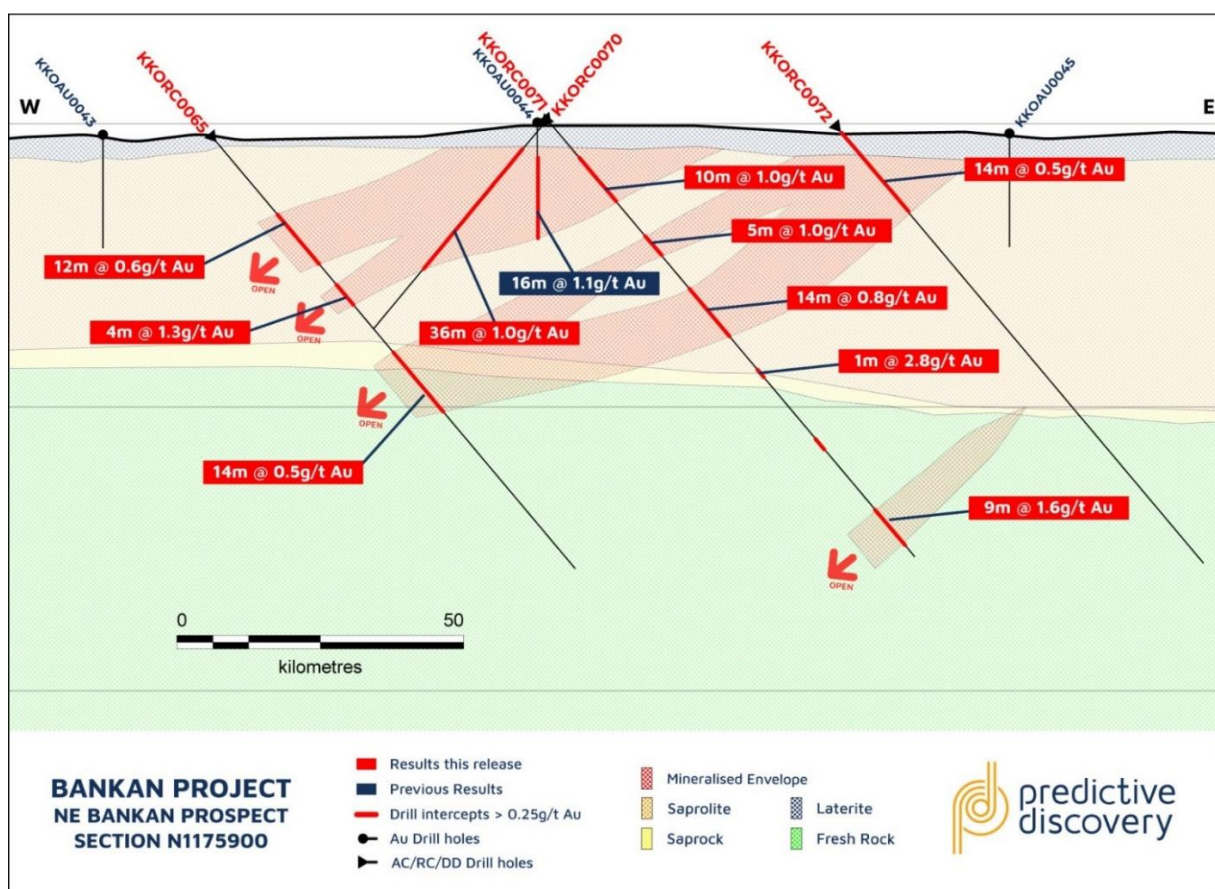 W
KKOAU0043
KKORC0065
KKORC0071
KKOAU0044
KKORC0070
KKORC0072
KKOAU0045
E
10m @ 1.0g/t Au
14m @ 0.5g/t Au
5m @ 1.0g/t Au
12m @ 0.6g/t Au
OPEN
16m @ 1.1g/t Au
14m @ 0.8g/t Au
4m @ 1.3g/t Au
OPEN
36m @ 1.0g/t Au
1m @ 2.8g/t Au
OPEN
14m @ 0.5g/t Au
9m @ 1.6g/t Au
OPEN
0 50
kilometres
BANKAN PROJECT
NE BANKAN PROSPECT
SECTION N1175900
Results this release
Previous Results
Drill intercepts > 0.25g/t Au
Au Drill holes
AC/RC/DD Drill holes
Mineralised Envelope
Saprolite
Saprock
Laterite
Fresh Rock
predictive
discovery